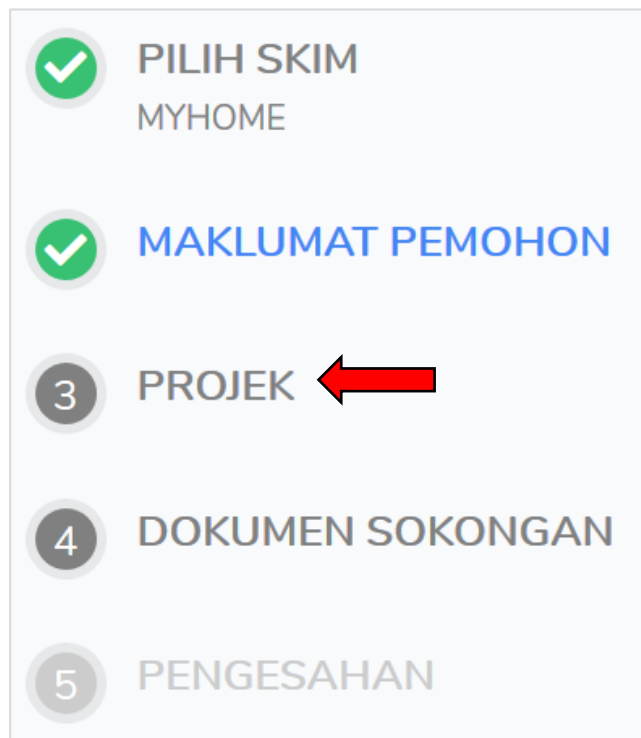 PILIH SKIM
MYHOME
MAKLUMAT PEMOHON
3 PROJEK
4 DOKUMEN SOKONGAN
5 PENGESAHAN